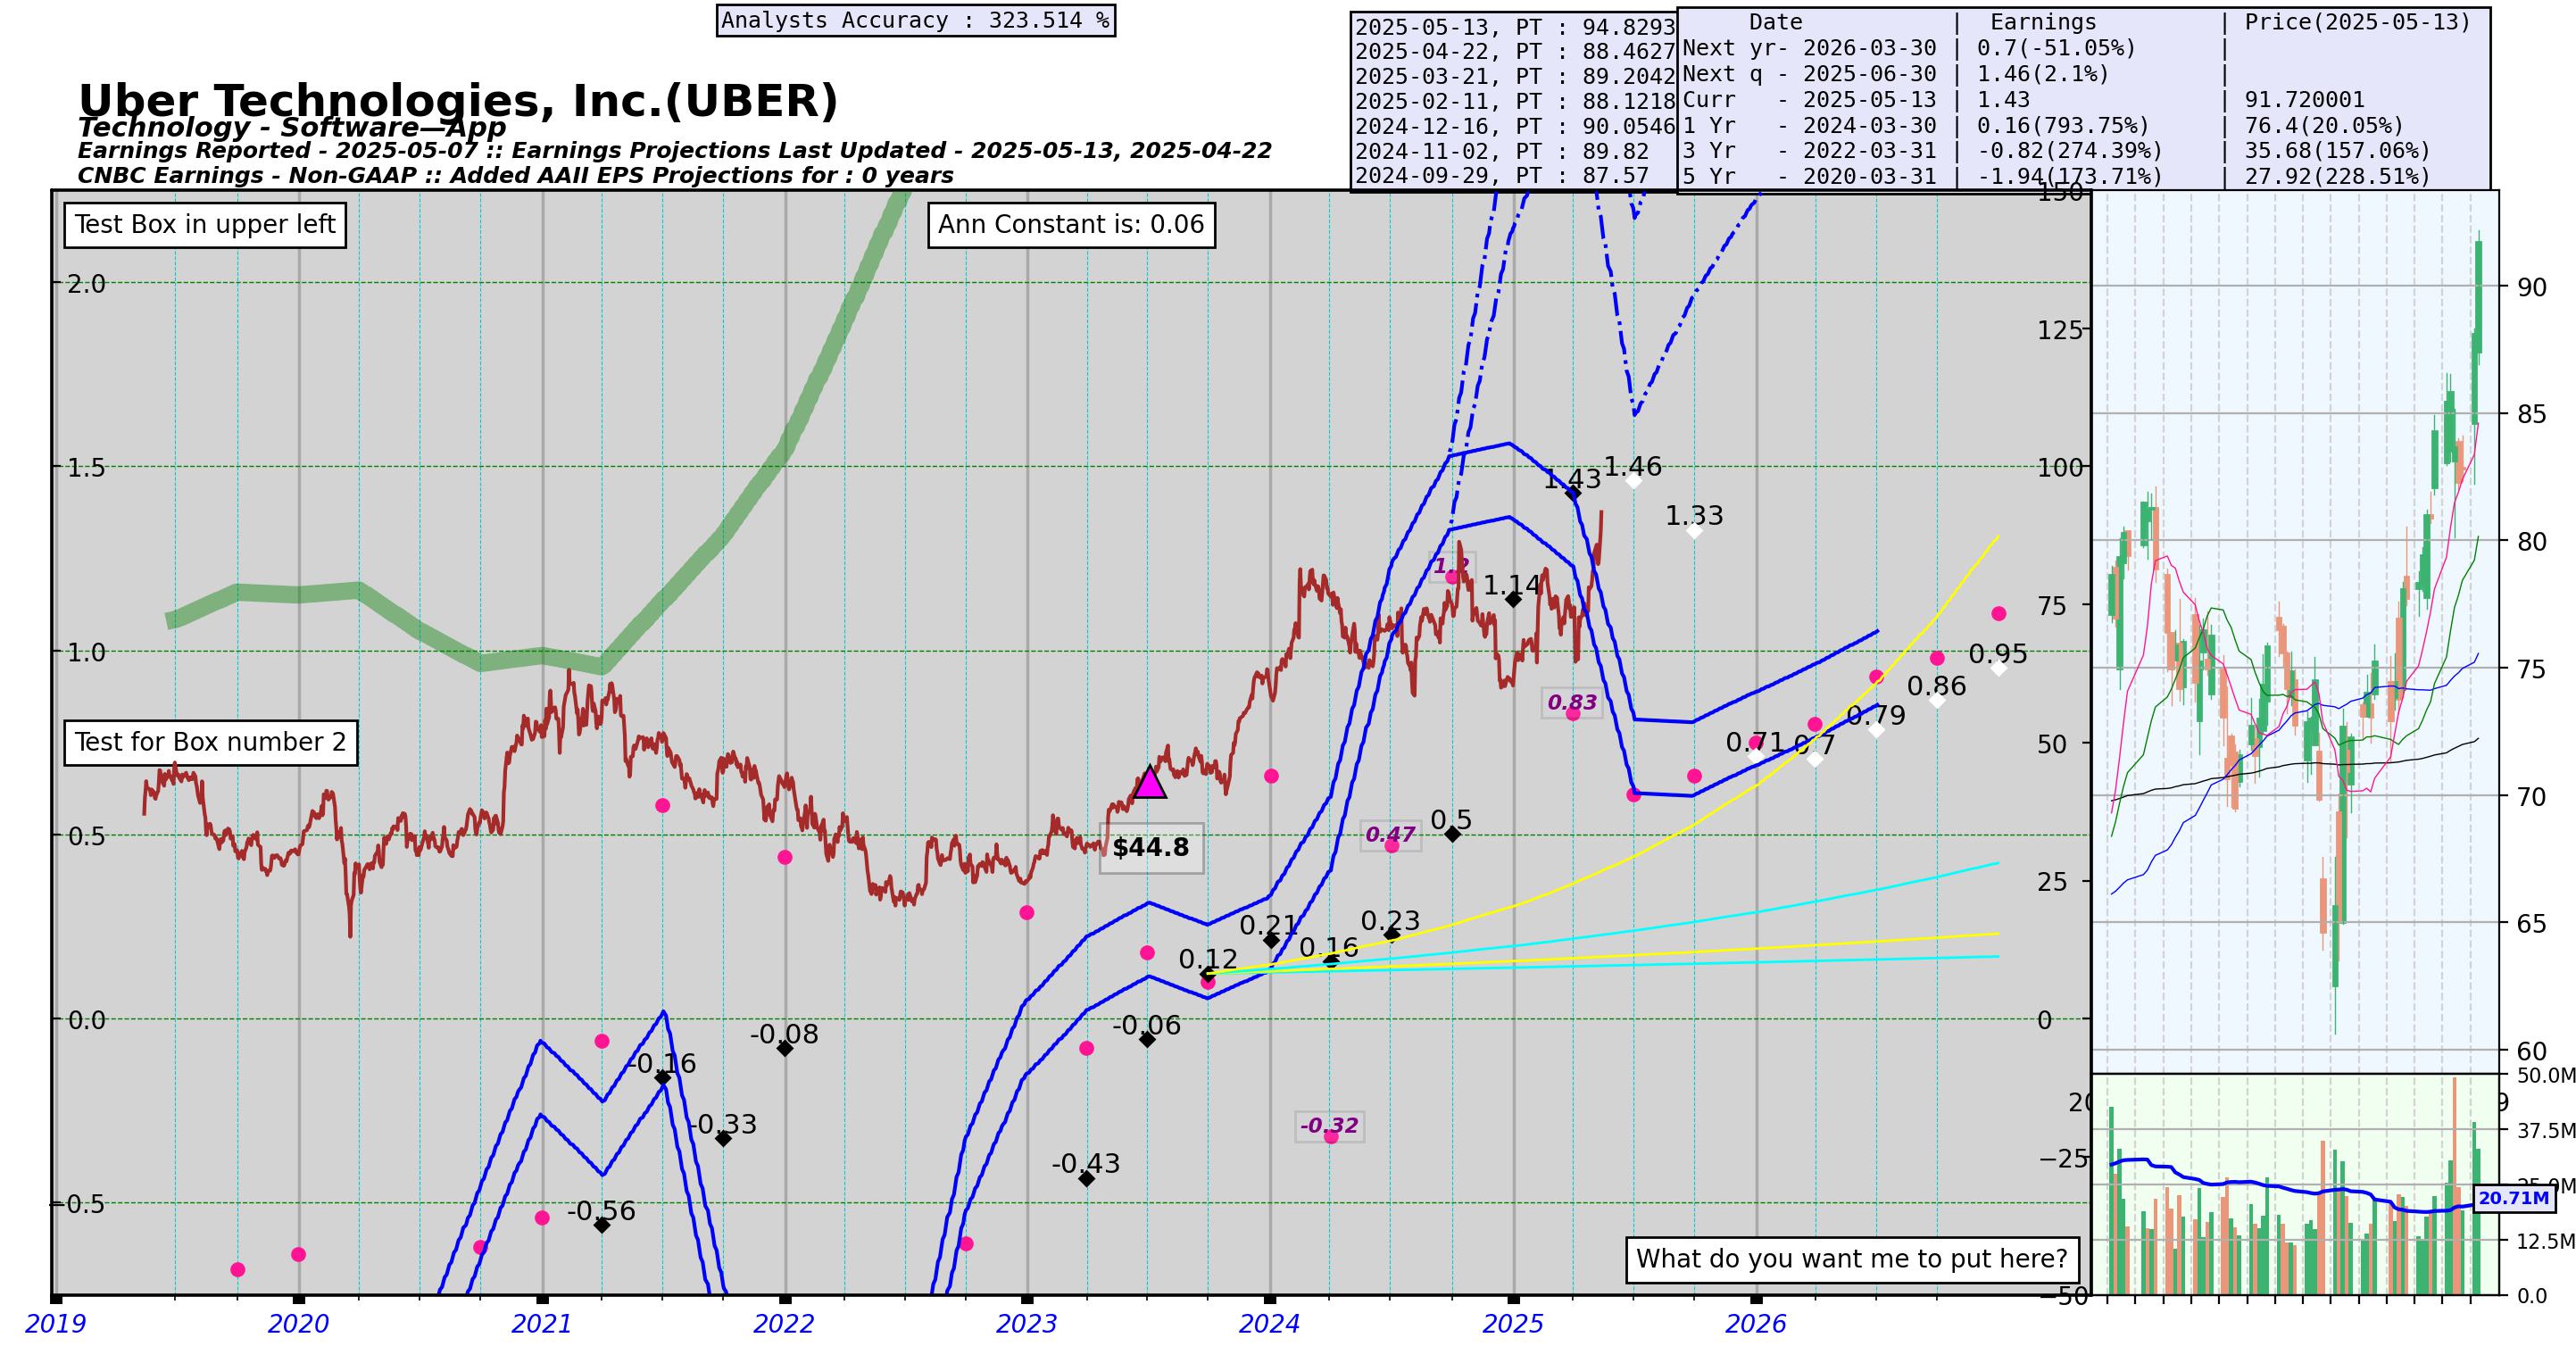 Analysts Accuracy : 323.514 %
2025-05-13, PT : 94.8293
2025-04-22, PT : 88.4627
2025-03-21, PT : 89.2042
2025-02-11, PT : 88.1218
2024-12-16, PT : 90.0546
2024-11-02, PT : 89.82
2024-09-29, PT : 87.57
Date | Earnings | Price(2025-05-13)
Next yr- 2026-03-30 | 0.7(-51.05%) |
Next q - 2025-06-30 | 1.46(2.1%) |
Curr - 2025-05-13 | 1.43 | 91.720001
1 Yr - 2024-03-30 | 0.16(793.75%) | 76.4(20.05%)
3 Yr - 2022-03-31 | -0.82(274.39%) | 35.68(157.06%)
5 Yr - 2020-03-31 | -1.94(173.71%) | 27.92(228.51%)
Uber Technologies, Inc.(UBER)
Technology - Software—App
Earnings Reported - 2025-05-07 :: Earnings Projections Last Updated - 2025-05-13, 2025-04-22
CNBC Earnings - Non-GAAP :: Added AAII EPS Projections for : 0 years
Test Box in upper left
Ann Constant is: 0.06
Test for Box number 2
What do you want me to put here?
2.0
1.5
1.0
0.5
0.0
−0.5
150
125
100
75
50
25
0
−25
−50
-0.56
-0.16
-0.33
-0.08
-0.43
-0.06
$44.8
0.12
0.21
0.16
-0.32
0.23
0.47
0.5
1.2
1.14
1.43
0.83
1.46
1.33
0.71
0.7
0.79
0.86
0.95
90
85
80
75
70
65
60
50.0M
37.5M
25.0M
20.71M
12.5M
0.0
2019
2020
2021
2022
2023
2024
2025
2026